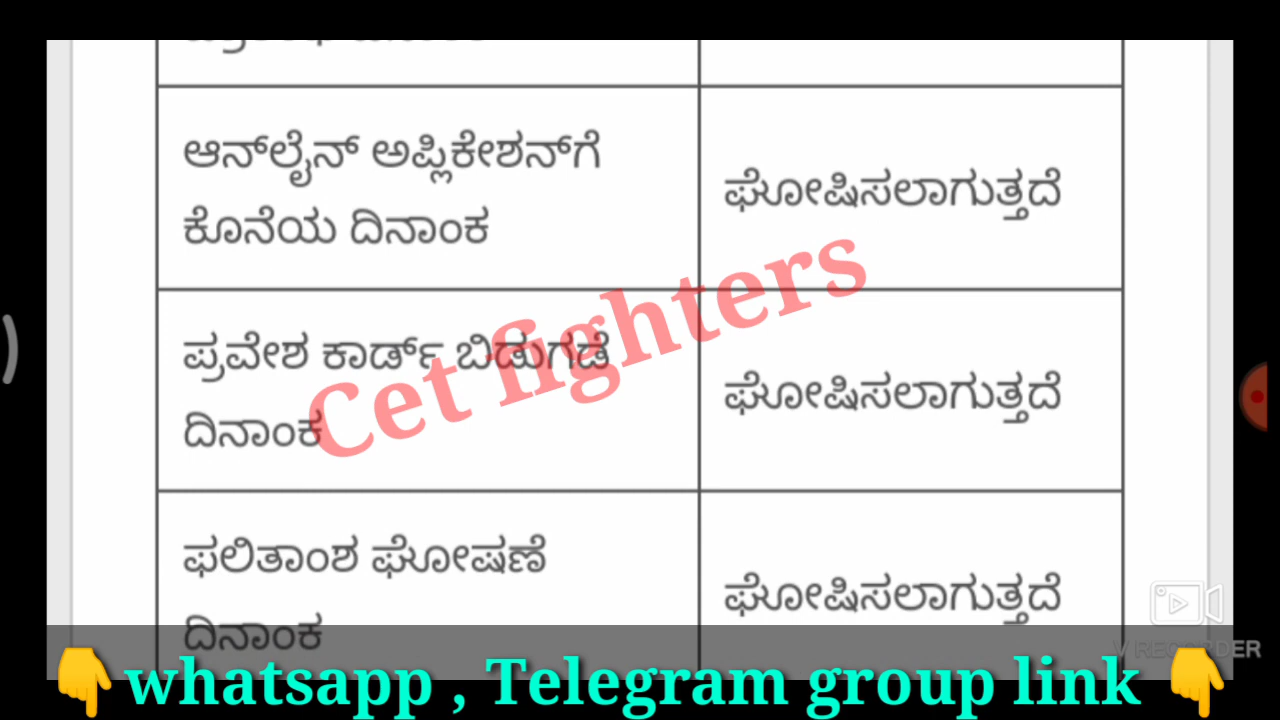 ಆನ್‌ಲೈನ್ ಅಪ್ಲಿಕೇಶನ್‌ಗೆ
ಕೊನೆಯ ದಿನಾಂಕ
ಘೋಷಿಸಲಾಗುತ್ತದೆ
ಪ್ರವೇಶ ಕಾರ್ಡ್ ಬಿಡುಗಡೆ
ದಿನಾಂಕ
ಘೋಷಿಸಲಾಗುತ್ತದೆ
Cet fighters
ಫಲಿತಾಂಶ ಘೋಷಣೆ
ದಿನಾಂಕ
ಘೋಷಿಸಲಾಗುತ್ತದೆ
V RECORDER
👇whatsapp , Telegram group link 👇